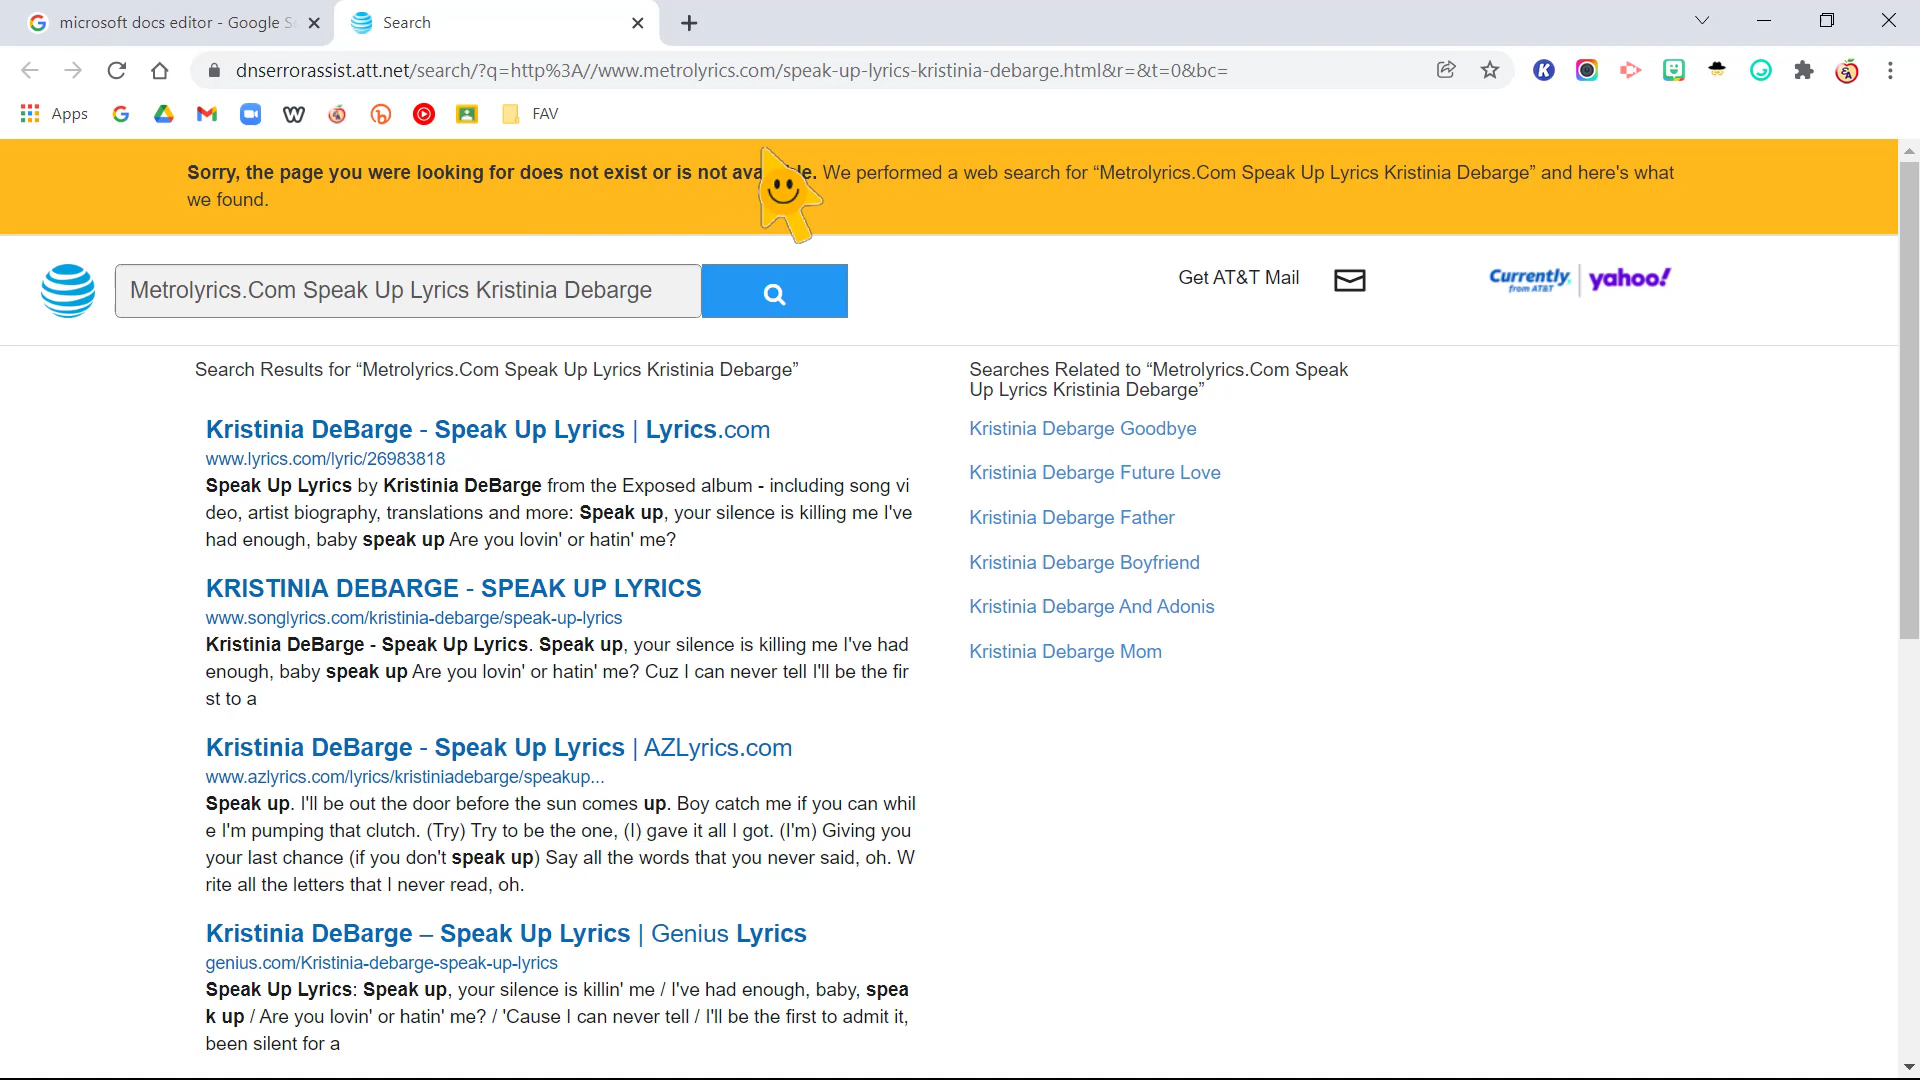 microsoft docs editor - Google S
Search
dnserrorassist.att.net/search/?q=http%3A//www.metrolyrics.com/speak-up-lyrics-kristinia-debarge.html&r=&t=0&bc=
Apps
FAV
Sorry, the page you were looking for does not exist or is not ava le. We performed a web search for “Metrolyrics.Com Speak Up Lyrics Kristinia Debarge” and here's what
we found.
Metrolyrics.Com Speak Up Lyrics Kristinia Debarge
Get AT&T Mail
Currently, from AT&T
yahoo!
Search Results for “Metrolyrics.Com Speak Up Lyrics Kristinia Debarge”
Kristinia DeBarge - Speak Up Lyrics | Lyrics.com
www.lyrics.com/lyric/26983818
Speak Up Lyrics by Kristinia DeBarge from the Exposed album - including song vi
deo, artist biography, translations and more: Speak up, your silence is killing me I've
had enough, baby speak up Are you lovin' or hatin' me?
KRISTINIA DEBARGE - SPEAK UP LYRICS
www.songlyrics.com/kristinia-debarge/speak-up-lyrics
Kristinia DeBarge - Speak Up Lyrics. Speak up, your silence is killing me I've had
enough, baby speak up Are you lovin' or hatin' me? Cuz I can never tell I'll be the fir
st to a
Kristinia DeBarge - Speak Up Lyrics | AZLyrics.com
www.azlyrics.com/lyrics/kristiniadebarge/speakup...
Speak up. I'll be out the door before the sun comes up. Boy catch me if you can whil
e I'm pumping that clutch. (Try) Try to be the one, (I) gave it all I got. (I'm) Giving you
your last chance (if you don't speak up) Say all the words that you never said, oh. W
rite all the letters that I never read, oh.
Kristinia DeBarge – Speak Up Lyrics | Genius Lyrics
genius.com/Kristinia-debarge-speak-up-lyrics
Speak Up Lyrics: Speak up, your silence is killin' me / I've had enough, baby, spea
k up / Are you lovin' or hatin' me? / 'Cause I can never tell / I'll be the first to admit it,
been silent for a
Searches Related to “Metrolyrics.Com Speak
Up Lyrics Kristinia Debarge”
Kristinia Debarge Goodbye
Kristinia Debarge Future Love
Kristinia Debarge Father
Kristinia Debarge Boyfriend
Kristinia Debarge And Adonis
Kristinia Debarge Mom